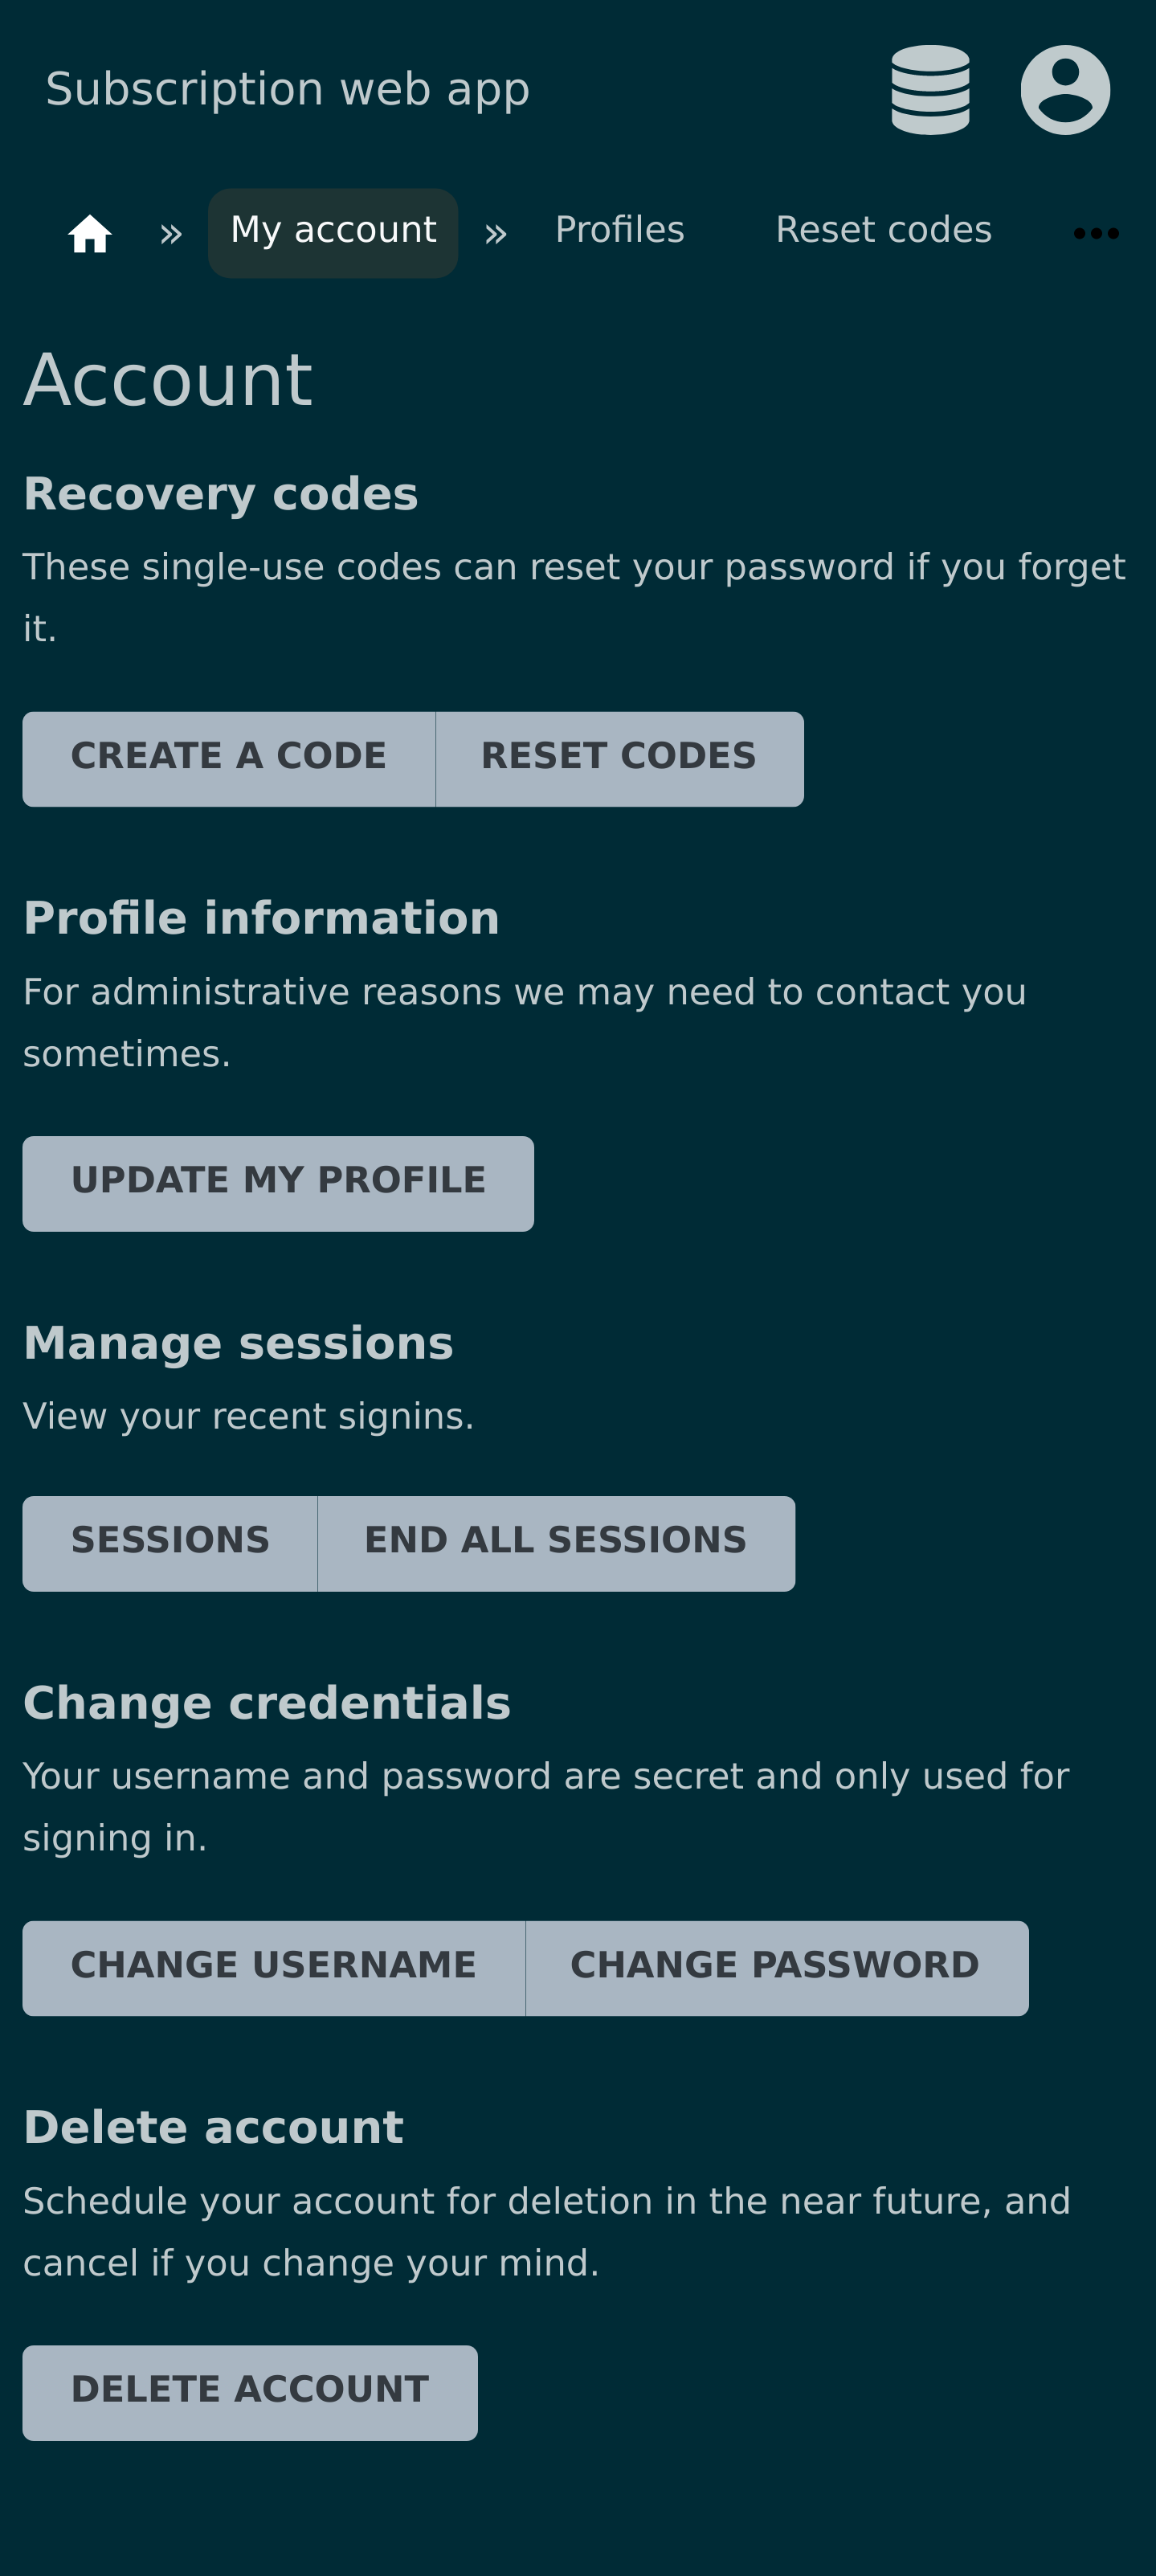 Subscription web app
» My account » Profiles Reset codes
Account
Recovery codes
These single-use codes can reset your password if you forget
it.
CREATE A CODE RESET CODES
Profile information
For administrative reasons we may need to contact you
sometimes.
UPDATE MY PROFILE
Manage sessions
View your recent signins.
SESSIONS END ALL SESSIONS
Change credentials
Your username and password are secret and only used for
signing in.
CHANGE USERNAME CHANGE PASSWORD
Delete account
Schedule your account for deletion in the near future, and
cancel if you change your mind.
DELETE ACCOUNT